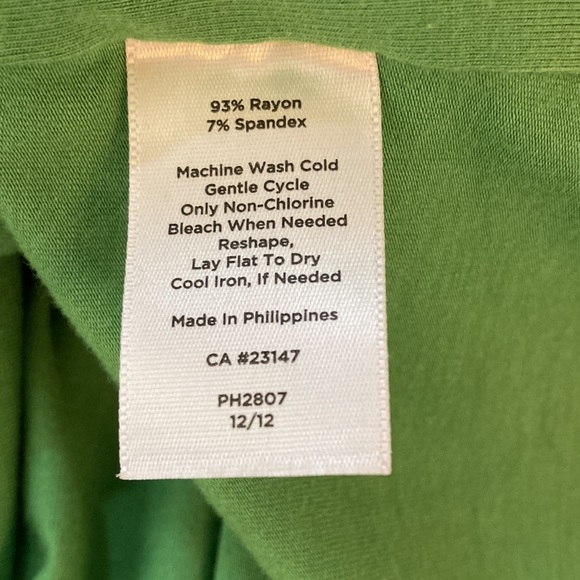 93% Rayon
7% Spandex
Machine Wash Cold
Gentle Cycle
Only Non-Chlorine
Bleach When Needed
Reshape,
Lay Flat To Dry
Cool Iron, If Needed
Made In Philippines
CA #23147
PH2807
12/12